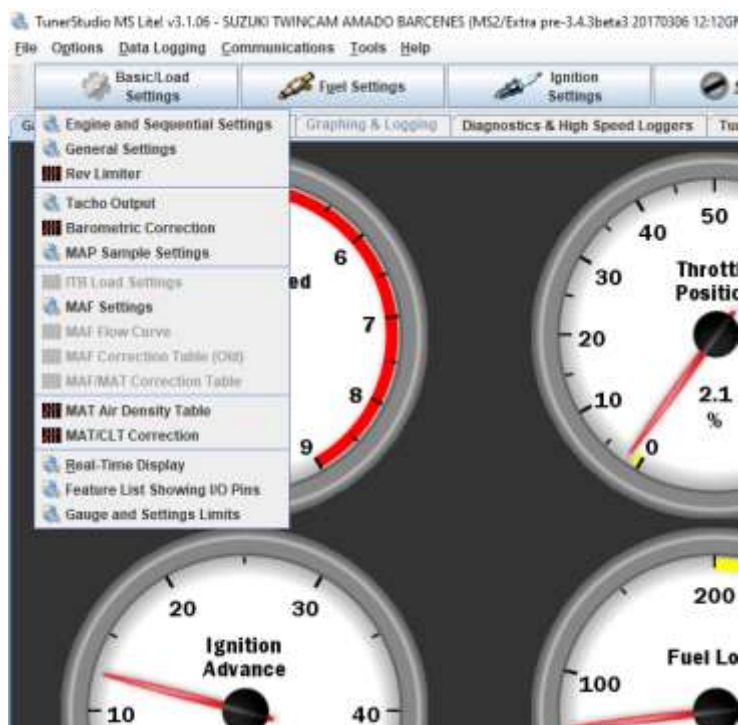 TunerStudio MS Lite! v3.1.06 - SUZUKI TWINCAM AMADO BARCENES (MS2/Extra pre-3.4.3beta3 20170306 12:12GM
File Options Data Logging Communications Tools Help
Basic/Load Settings
Fuel Settings
Ignition Settings
Graphing & Logging
Diagnostics & High Speed Loggers
Engine and Sequential Settings
General Settings
Rev Limiter
Tacho Output
Barometric Correction
MAP Sample Settings
ITB Load Settings
MAF Settings
MAF Flow Curve
MAF Correction Table (Old)
MAF/MAT Correction Table
MAT Air Density Table
MAT/CLT Correction
Real-Time Display
Feature List Showing I/O Pins
Gauge and Settings Limits
6
7
8
9
50
40
30
20
10
0
2.1
%
20
30
Ignition
Advance
10
40
200
Fuel
100